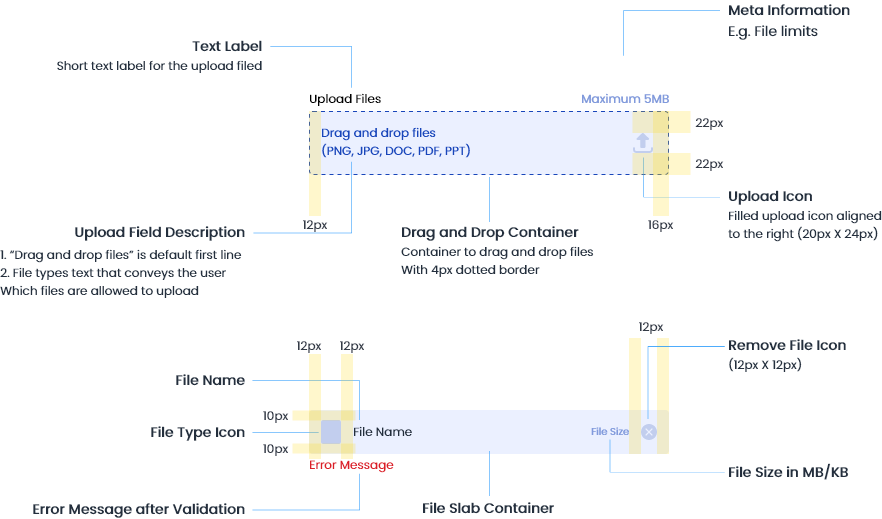 Meta Information
E.g. File limits
Text Label
Short text label for the upload filed
Upload Files
Maximum 5MB
Drag and drop files
(PNG, JPG, DOC, PDF, PPT)
22px
22px
12px
16px
Upload Icon
Filled upload icon aligned
to the right (20px X 24px)
Upload Field Description
1. “Drag and drop files” is default first line
2. File types text that conveys the user
Which files are allowed to upload
Drag and Drop Container
Container to drag and drop files
With 4px dotted border
12px
12px
12px
Remove File Icon
(12px X 12px)
File Name
10px
File Type Icon
File Name
File Size
10px
Error Message
File Size in MB/KB
Error Message after Validation
File Slab Container